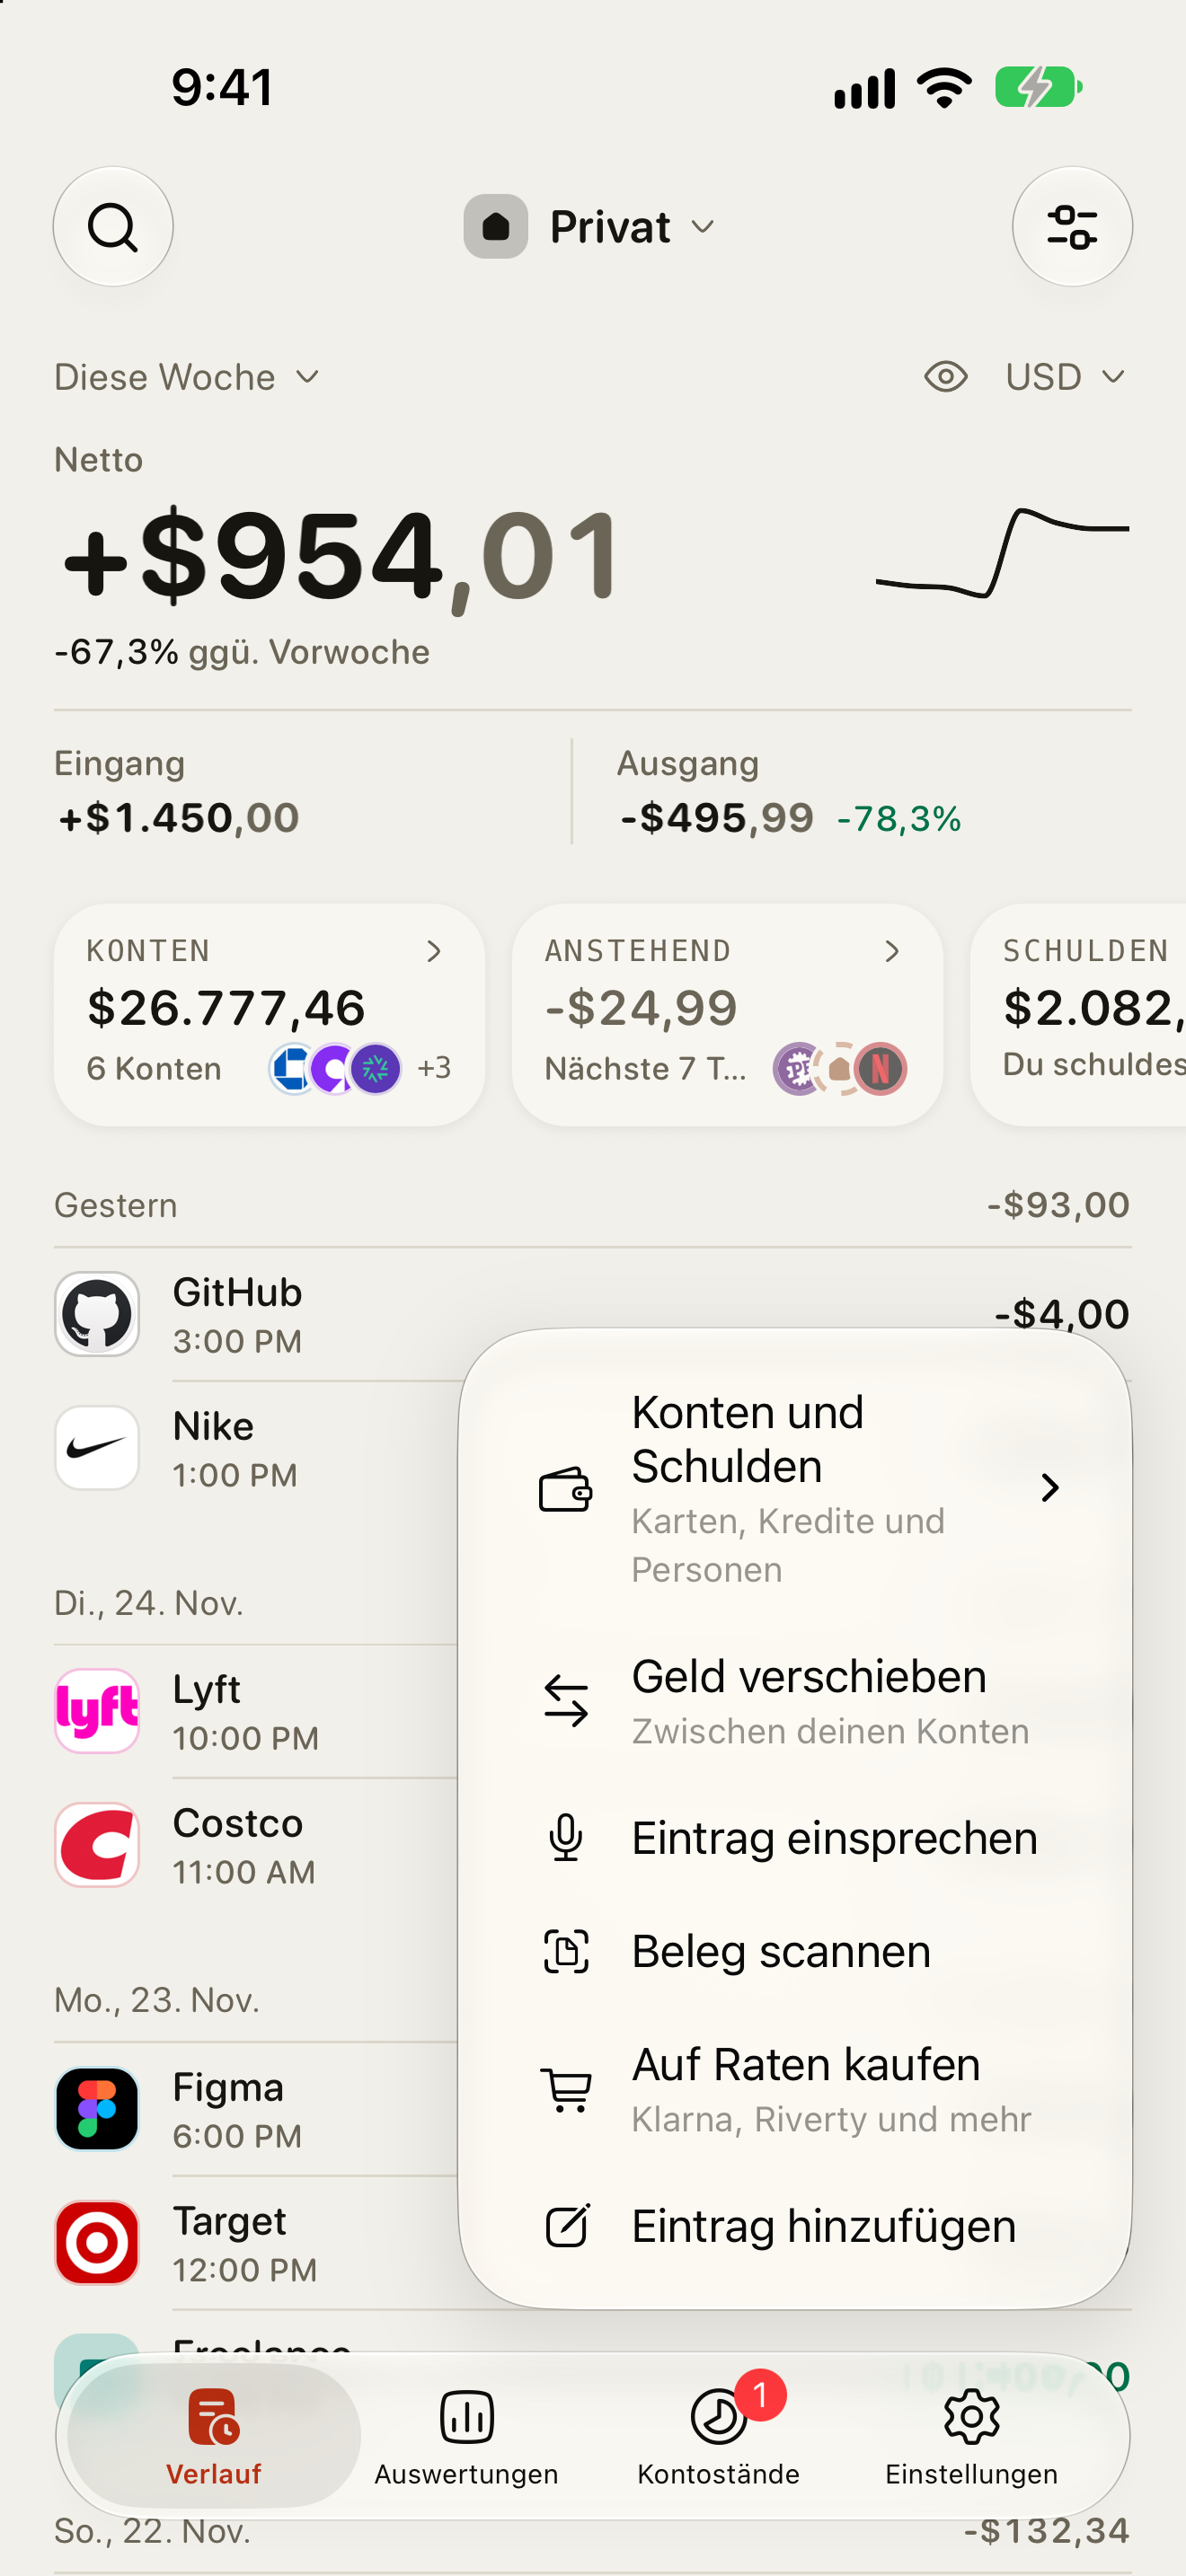 9:41
Privat
Diese Woche
USD
Netto
+$954,01
-67,3% ggü. Vorwoche
Eingang
Ausgang
+$1.450,00
-$495,99 -78,3%
KONTEN
$26.777,46
6 Konten
+3
ANSTEHEND
-$24,99
Nächste 7 T...
N
SCHULDEN
$2.082,
Du schuldes
Gestern
-$93,00
GitHub
-$4,00
3:00 PM
Nike
1:00 PM
Di., 24. Nov.
lyft
Lyft
10:00 PM
Costco
11:00 AM
Mo., 23. Nov.
Figma
6:00 PM
Target
12:00 PM
Freelance
Konten und
Schulden
Karten, Kredite und
Personen
Geld verschieben
Zwischen deinen Konten
Eintrag einsprechen
Beleg scannen
Auf Raten kaufen
Klarna, Riverty und mehr
Eintrag hinzufügen
1
Verlauf
Auswertungen
Kontostände
Einstellungen
So., 22. Nov.
-$132,34